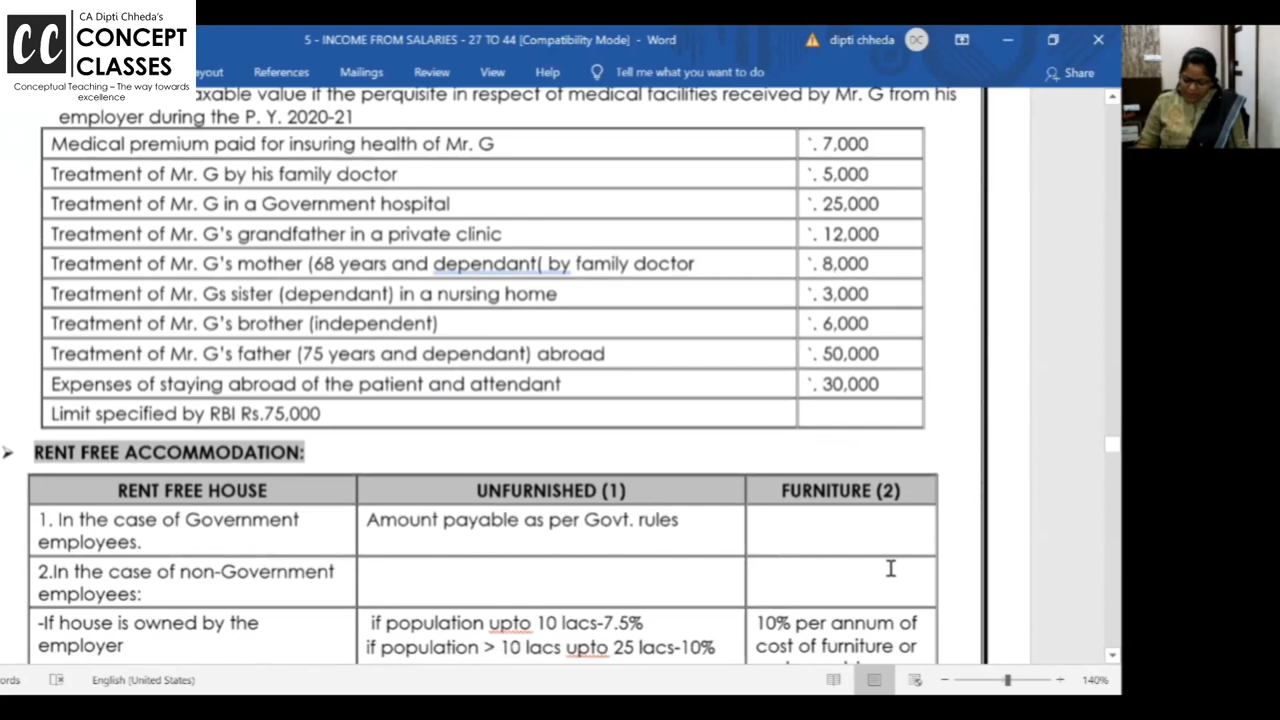 CA Dipti Chheda's
CC CONCEPT
CLASSES
Conceptual Teaching – The way towards
excellence
5 - INCOME FROM SALARIES - 27 TO 44 [Compatibility Mode] - Word
dipti chheda DC
yout References Mailings Review View Help Tell me what you want to do Share
axable value if the perquisite in respect of medical facilities received by Mr. G from his
employer during the P. Y. 2020-21
Medical premium paid for insuring health of Mr. G `. 7,000
Treatment of Mr. G by his family doctor `. 5,000
Treatment of Mr. G in a Government hospital `. 25,000
Treatment of Mr. G's grandfather in a private clinic `. 12,000
Treatment of Mr. G's mother (68 years and dependant( by family doctor `. 8,000
Treatment of Mr. Gs sister (dependant) in a nursing home `. 3,000
Treatment of Mr. G's brother (independent) `. 6,000
Treatment of Mr. G's father (75 years and dependant) abroad `. 50,000
Expenses of staying abroad of the patient and attendant `. 30,000
Limit specified by RBI Rs.75,000
➢ RENT FREE ACCOMMODATION:
RENT FREE HOUSE UNFURNISHED (1) FURNITURE (2)
1. In the case of Government Amount payable as per Govt. rules
employees.
2.In the case of non-Government
employees:
-If house is owned by the if population upto 10 lacs-7.5% 10% per annum of
employer if population > 10 lacs upto 25 lacs-10% cost of furniture or
ords English (United States) 140%